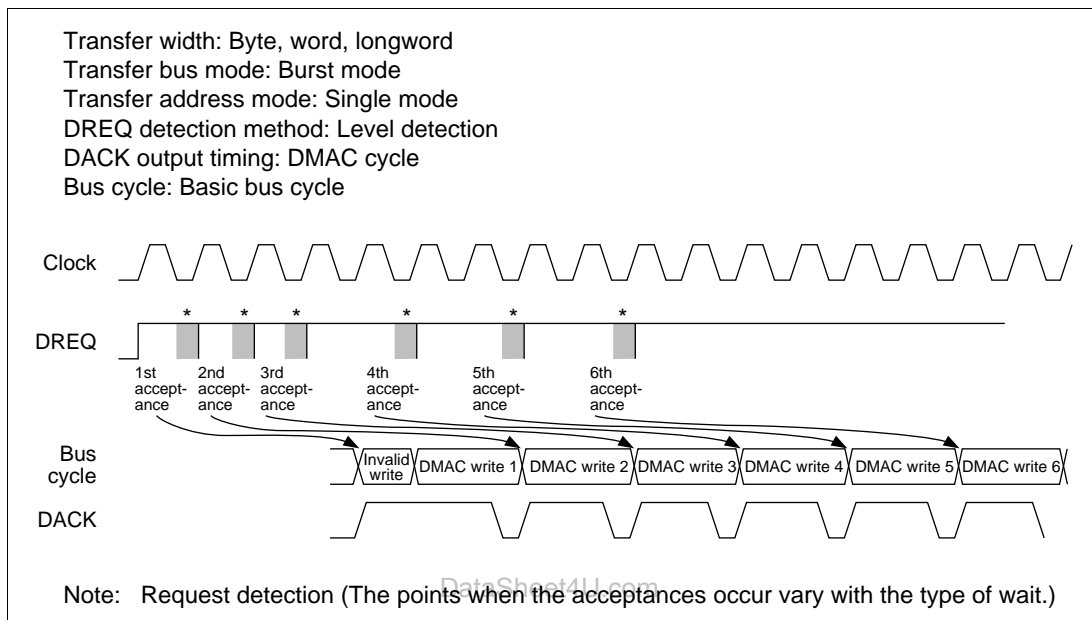 Transfer width: Byte, word, longword
Transfer bus mode: Burst mode
Transfer address mode: Single mode
DREQ detection method: Level detection
DACK output timing: DMAC cycle
Bus cycle: Basic bus cycle
Clock
* * * * * *
DREQ
1st accept-ance
2nd accept-ance
3rd accept-ance
4th accept-ance
5th accept-ance
6th accept-ance
Bus cycle
Invalid write
DMAC write 1
DMAC write 2
DMAC write 3
DMAC write 4
DMAC write 5
DMAC write 6
DACK
DataSheet4U.com
Note: Request detection (The points when the acceptances occur vary with the type of wait.)